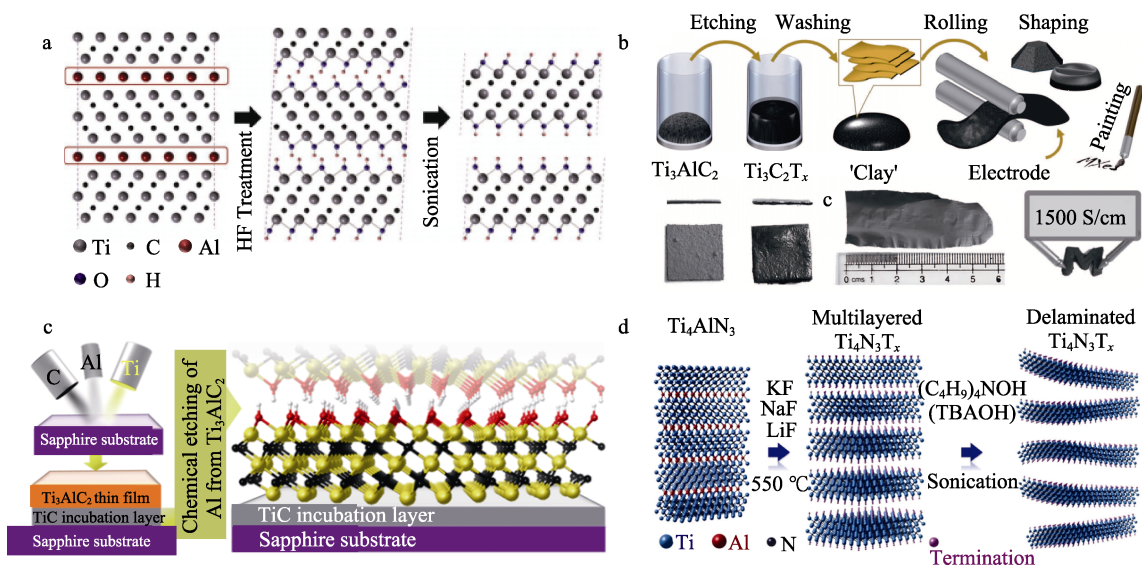 a
HF Treatment
Sonication
Ti
C
Al
O
H
b
Etching
Washing
Rolling
Shaping
Ti₃AlC₂
Ti₃C₂Tₓ
'Clay'
Electrode
Painting
MXe
c
0 cms 1 2 3 4 5 6
1500 S/cm
c
C
Al
Ti
Sapphire substrate
Ti₃AlC₂ thin film
TiC incubation layer
Sapphire substrate
Chemical etching of
Al from Ti₃AlC₂
TiC incubation layer
Sapphire substrate
d
Ti₄AlN₃
Multilayered
Ti₄N₃Tₓ
Delaminated
Ti₄N₃Tₓ
KF
NaF
LiF
550 ℃
(C₄H₉)₄NOH
(TBAOH)
Sonication
Ti
Al
N
Termination